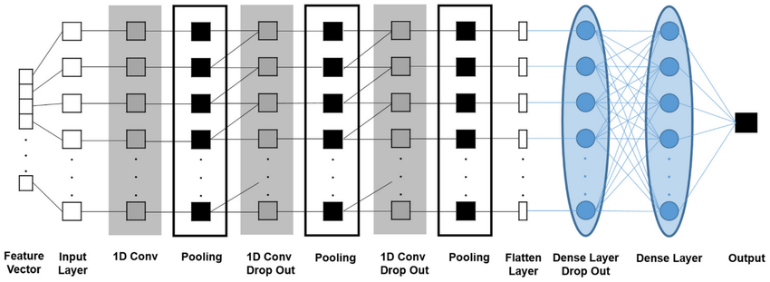 Feature
Vector
Input
Layer
1D Conv
Pooling
1D Conv
Drop Out
Pooling
1D Conv
Drop Out
Pooling
Flatten
Layer
Dense Layer
Drop Out
Dense Layer
Output